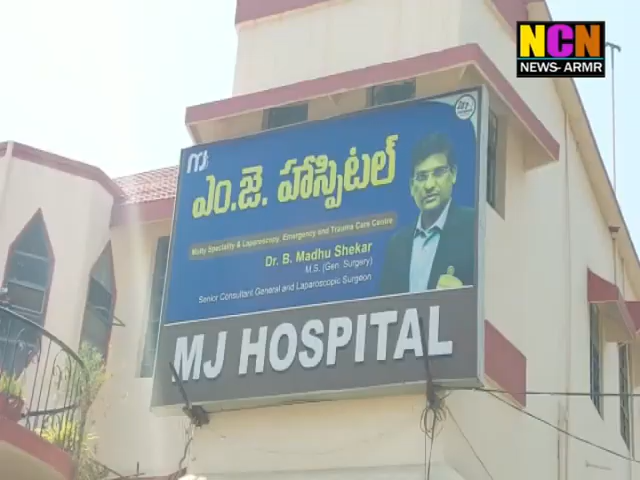 NCN
NEWS- ARMR
MJ
ఎం.జె. హాస్పిటల్
Multy Speciality & Laparoscopy, Emergency and Trauma Care Centre
Dr. B. Madhu Shekar
M.S. (Gen. Surgery)
Senior Consultant General and Laparoscopic Surgeon
MJ HOSPITAL